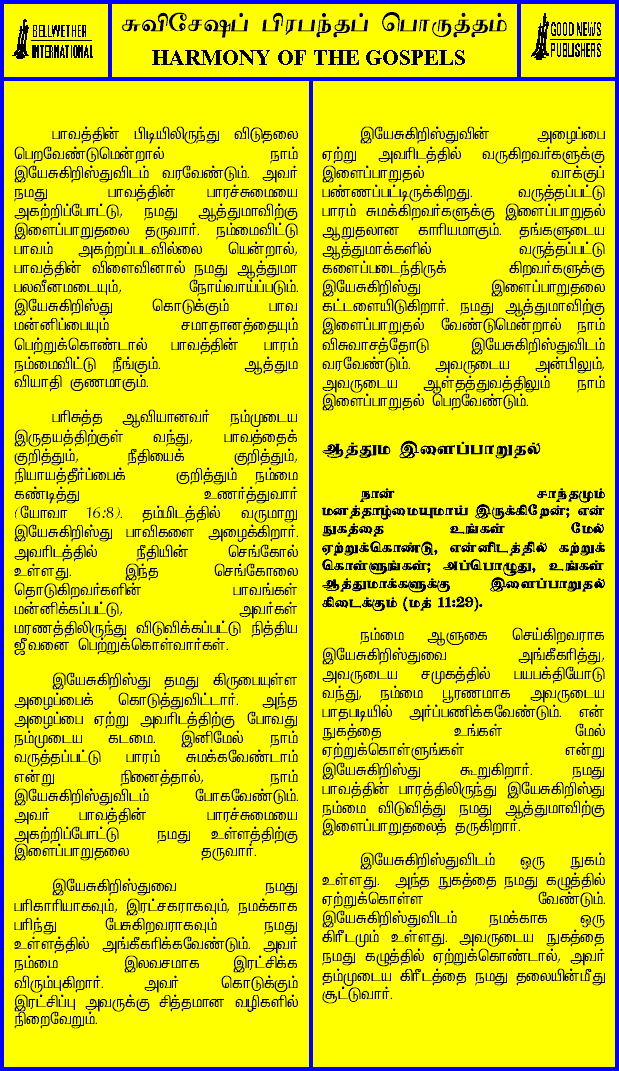 BELLWETHER
INTERNATIONAL
சுவிசேஷப் பிரபந்தப் பொருத்தம்
HARMONY OF THE GOSPELS
GOOD NEWS
PUBLISHERS
பாவத்தின் பிடியிலிருந்து விடுதலை
பெறவேண்டுமென்றால் நாம்
இயேசுகிறிஸ்துவிடம் வரவேண்டும். அவர்
நமது பாவத்தின் பாரச்சுமையை
அகற்றிப்போட்டு, நமது ஆத்துமாவிற்கு
இளைப்பாறுதலை தருவார். நம்மைவிட்டு
பாவம் அகற்றப்படவில்லை யென்றால்,
பாவத்தின் விளைவினால் நமது ஆத்துமா
பலவீனமடையும், நோய்வாய்ப்படும்.
இயேசுகிறிஸ்து கொடுக்கும் பாவ
மன்னிப்பையும் சமாதானத்தையும்
பெற்றுக்கொண்டால் பாவத்தின் பாரம்
நம்மைவிட்டு நீங்கும். ஆத்தும
வியாதி குணமாகும்.
பரிசுத்த ஆவியானவர் நம்முடைய
இருதயத்திற்குள் வந்து, பாவத்தைக்
குறித்தும், நீதியைக் குறித்தும்,
நியாயத்தீர்ப்பைக் குறித்தும் நம்மை
கண்டித்து உணர்த்துவார்
(யோவா 16:8). தம்மிடத்தில் வருமாறு
இயேசுகிறிஸ்து பாவிகளை அழைக்கிறார்.
அவரிடத்தில் நீதியின் செங்கோல்
உள்ளது. இந்த செங்கோலை
தொடுகிறவர்களின் பாவங்கள்
மன்னிக்கப்பட்டு, அவர்கள்
மரணத்திலிருந்து விடுவிக்கப்பட்டு நித்திய
ஜீவனை பெற்றுக்கொள்வார்கள்.
இயேசுகிறிஸ்து தமது கிருபையுள்ள
அழைப்பைக் கொடுத்துவிட்டார். அந்த
அழைப்பை ஏற்று அவரிடத்திற்கு போவது
நம்முடைய கடமை. இனிமேல் நாம்
வருத்தப்பட்டு பாரம் சுமக்கவேண்டாம்
என்று நினைத்தால், நாம்
இயேசுகிறிஸ்துவிடம் போகவேண்டும்.
அவர் பாவத்தின் பாரச்சுமையை
அகற்றிப்போட்டு நமது உள்ளத்திற்கு
இளைப்பாறுதலை தருவார்.
இயேசுகிறிஸ்துவை நமது
பரிகாரியாகவும், இரட்சகராகவும், நமக்காக
பரிந்து பேசுகிறவராகவும் நமது
உள்ளத்தில் அங்கீகரிக்கவேண்டும். அவர்
நம்மை இலவசமாக இரட்சிக்க
விரும்புகிறார். அவர் கொடுக்கும்
இரட்சிப்பு அவருக்கு சித்தமான வழிகளில்
நிறைவேறும்.
இயேசுகிறிஸ்துவின் அழைப்பை
ஏற்று அவரிடத்தில் வருகிறவர்களுக்கு
இளைப்பாறுதல் வாக்குப்
பண்ணப்பட்டிருக்கிறது. வருத்தப்பட்டு
பாரம் சுமக்கிறவர்களுக்கு இளைப்பாறுதல்
ஆறுதலான காரியமாகும். தங்களுடைய
ஆத்துமாக்களில் வருத்தப்பட்டு
களைப்படைந்திருக் கிறவர்களுக்கு
இயேசுகிறிஸ்து இளைப்பாறுதலை
கட்டளையிடுகிறார். நமது ஆத்துமாவிற்கு
இளைப்பாறுதல் வேண்டுமென்றால் நாம்
விசுவாசத்தோடு இயேசுகிறிஸ்துவிடம்
வரவேண்டும். அவருடைய அன்பிலும்,
அவருடைய ஆள்தத்துவத்திலும் நாம்
இளைப்பாறுதல் பெறவேண்டும்.
ஆத்தும இளைப்பாறுதல்
நான் சாந்தமும்
மனத்தாழ்மையுமாய் இருக்கிறேன்; என்
நுகத்தை உங்கள் மேல்
ஏற்றுக்கொண்டு, என்னிடத்தில் கற்றுக்
கொள்ளுங்கள்; அப்பொழுது, உங்கள்
ஆத்துமாக்களுக்கு இளைப்பாறுதல்
கிடைக்கும் (மத் 11:29).
நம்மை ஆளுகை செய்கிறவராக
இயேசுகிறிஸ்துவை அங்கீகரித்து,
அவருடைய சமுகத்தில் பயபக்தியோடு
வந்து, நம்மை பூரணமாக அவருடைய
பாதபடியில் அர்ப்பணிக்கவேண்டும். என்
நுகத்தை உங்கள் மேல்
ஏற்றுக்கொள்ளுங்கள் என்று
இயேசுகிறிஸ்து கூறுகிறார். நமது
பாவத்தின் பாரத்திலிருந்து இயேசுகிறிஸ்து
நம்மை விடுவித்து நமது ஆத்துமாவிற்கு
இளைப்பாறுதலைத் தருகிறார்.
இயேசுகிறிஸ்துவிடம் ஒரு நுகம்
உள்ளது. அந்த நுகத்தை நமது கழுத்தில்
ஏற்றுக்கொள்ள வேண்டும்.
இயேசுகிறிஸ்துவிடம் நமக்காக ஒரு
கிரீடமும் உள்ளது. அவருடைய நுகத்தை
நமது கழுத்தில் ஏற்றுக்கொண்டால், அவர்
தம்முடைய கிரீடத்தை நமது தலையின்மீது
சூட்டுவார்.